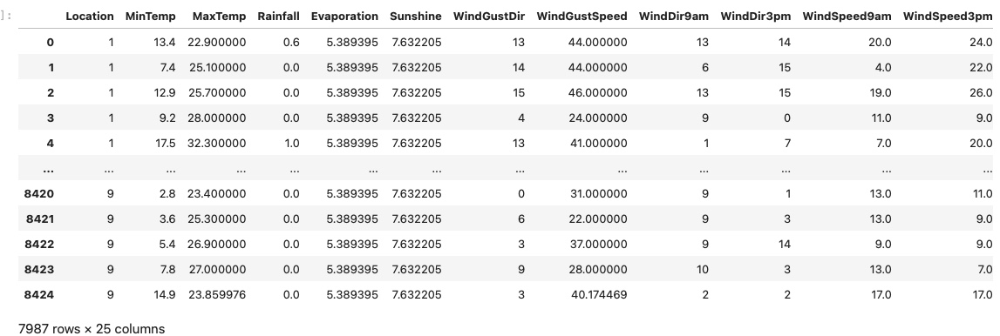 ]: Location MinTemp MaxTemp Rainfall Evaporation Sunshine WindGustDir WindGustSpeed WindDir9am WindDir3pm WindSpeed9am WindSpeed3pm
0 1 13.4 22.900000 0.6 5.389395 7.632205 13 44.000000 13 14 20.0 24.0
1 1 7.4 25.100000 0.0 5.389395 7.632205 14 44.000000 6 15 4.0 22.0
2 1 12.9 25.700000 0.0 5.389395 7.632205 15 46.000000 13 15 19.0 26.0
3 1 9.2 28.000000 0.0 5.389395 7.632205 4 24.000000 9 0 11.0 9.0
4 1 17.5 32.300000 1.0 5.389395 7.632205 13 41.000000 1 7 7.0 20.0
... ... ... ... ... ... ... ... ... ... ... ... ...
8420 9 2.8 23.400000 0.0 5.389395 7.632205 0 31.000000 9 1 13.0 11.0
8421 9 3.6 25.300000 0.0 5.389395 7.632205 6 22.000000 9 3 13.0 9.0
8422 9 5.4 26.900000 0.0 5.389395 7.632205 3 37.000000 9 14 9.0 9.0
8423 9 7.8 27.000000 0.0 5.389395 7.632205 9 28.000000 10 3 13.0 7.0
8424 9 14.9 23.859976 0.0 5.389395 7.632205 3 40.174469 2 2 17.0 17.0
7987 rows × 25 columns